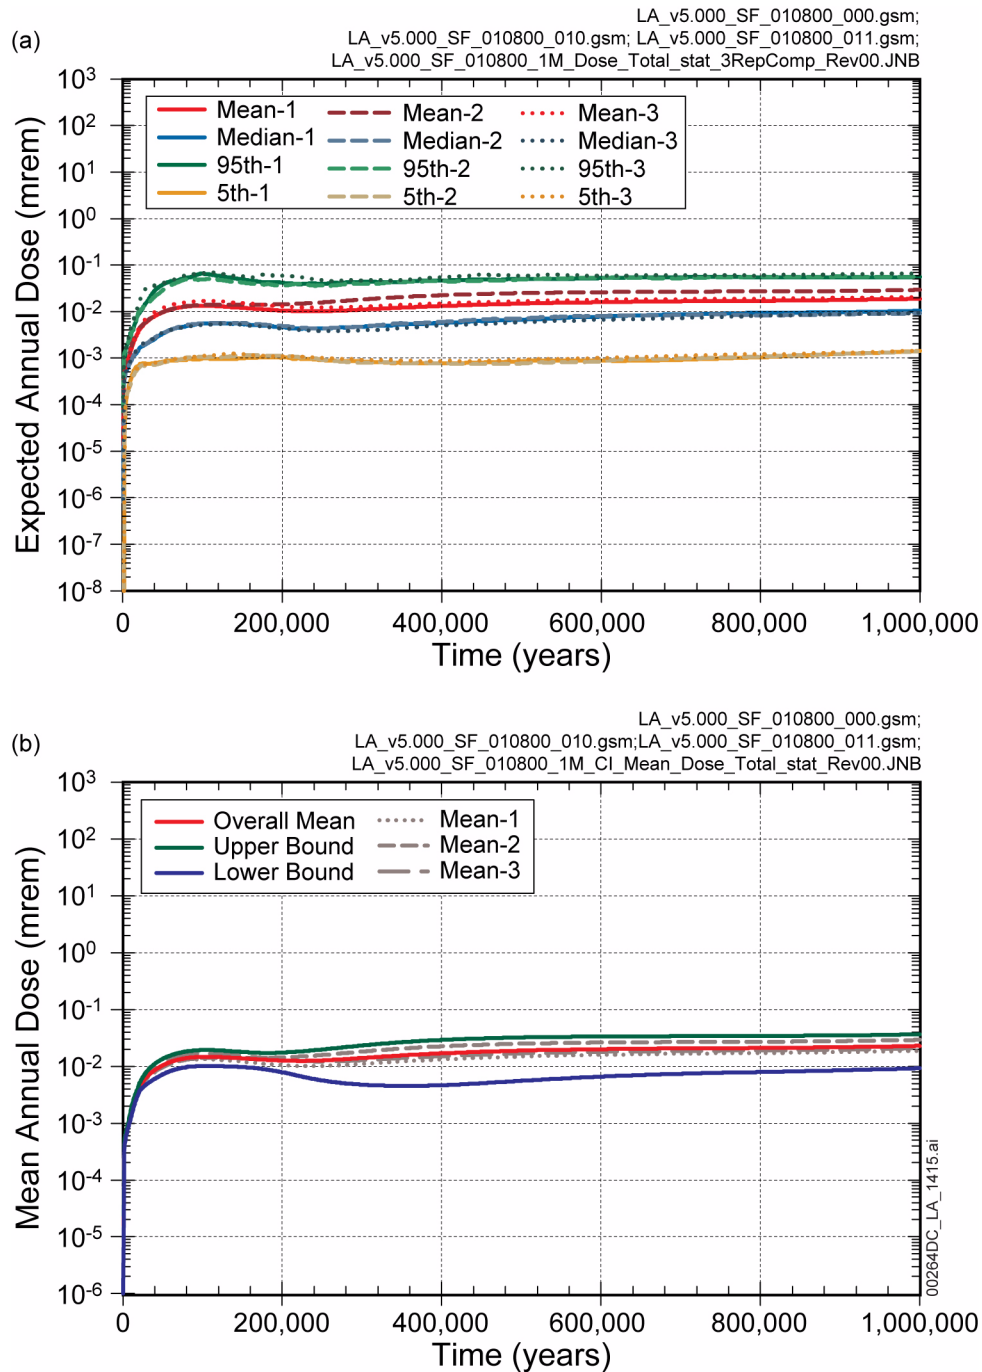 (a)
LA_v5.000_SF_010800_000.gsm;
LA_v5.000_SF_010800_010.gsm; LA_v5.000_SF_010800_011.gsm;
LA_v5.000_SF_010800_1M_Dose_Total_stat_3RepComp_Rev00.JNB
Expected Annual Dose (mrem)
10³
10²
10¹
10⁰
10⁻¹
10⁻²
10⁻³
10⁻⁴
10⁻⁵
10⁻⁶
10⁻⁷
10⁻⁸
Mean-1 Mean-2 Mean-3
Median-1 Median-2 Median-3
95th-1 95th-2 95th-3
5th-1 5th-2 5th-3
0 200,000 400,000 600,000 800,000 1,000,000
Time (years)
(b)
LA_v5.000_SF_010800_000.gsm;
LA_v5.000_SF_010800_010.gsm;LA_v5.000_SF_010800_011.gsm;
LA_v5.000_SF_010800_1M_CI_Mean_Dose_Total_stat_Rev00.JNB
Mean Annual Dose (mrem)
10³
10²
10¹
10⁰
10⁻¹
10⁻²
10⁻³
10⁻⁴
10⁻⁵
10⁻⁶
Overall Mean Mean-1
Upper Bound Mean-2
Lower Bound Mean-3
0 200,000 400,000 600,000 800,000 1,000,000
Time (years)
00264DC_LA_1415.ai